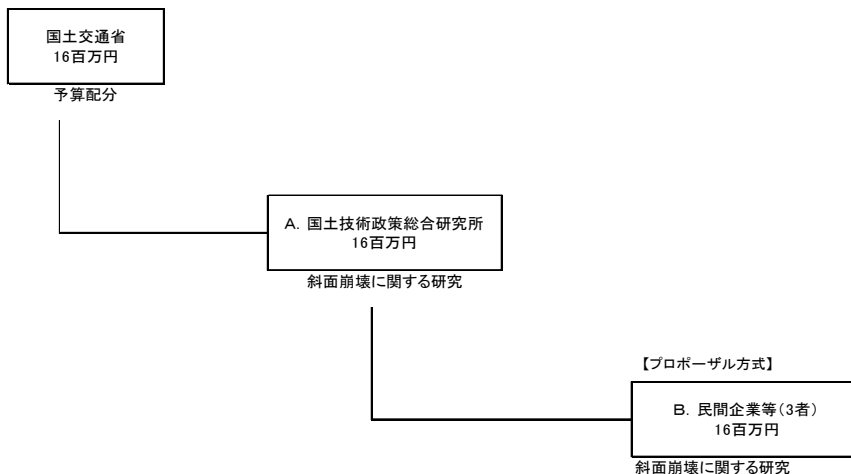 国土交通省
16百万円
予算配分
A. 国土技術政策総合研究所
16百万円
斜面崩壊に関する研究
【プロポーザル方式】
B. 民間企業等(3者)
16百万円
斜面崩壊に関する研究